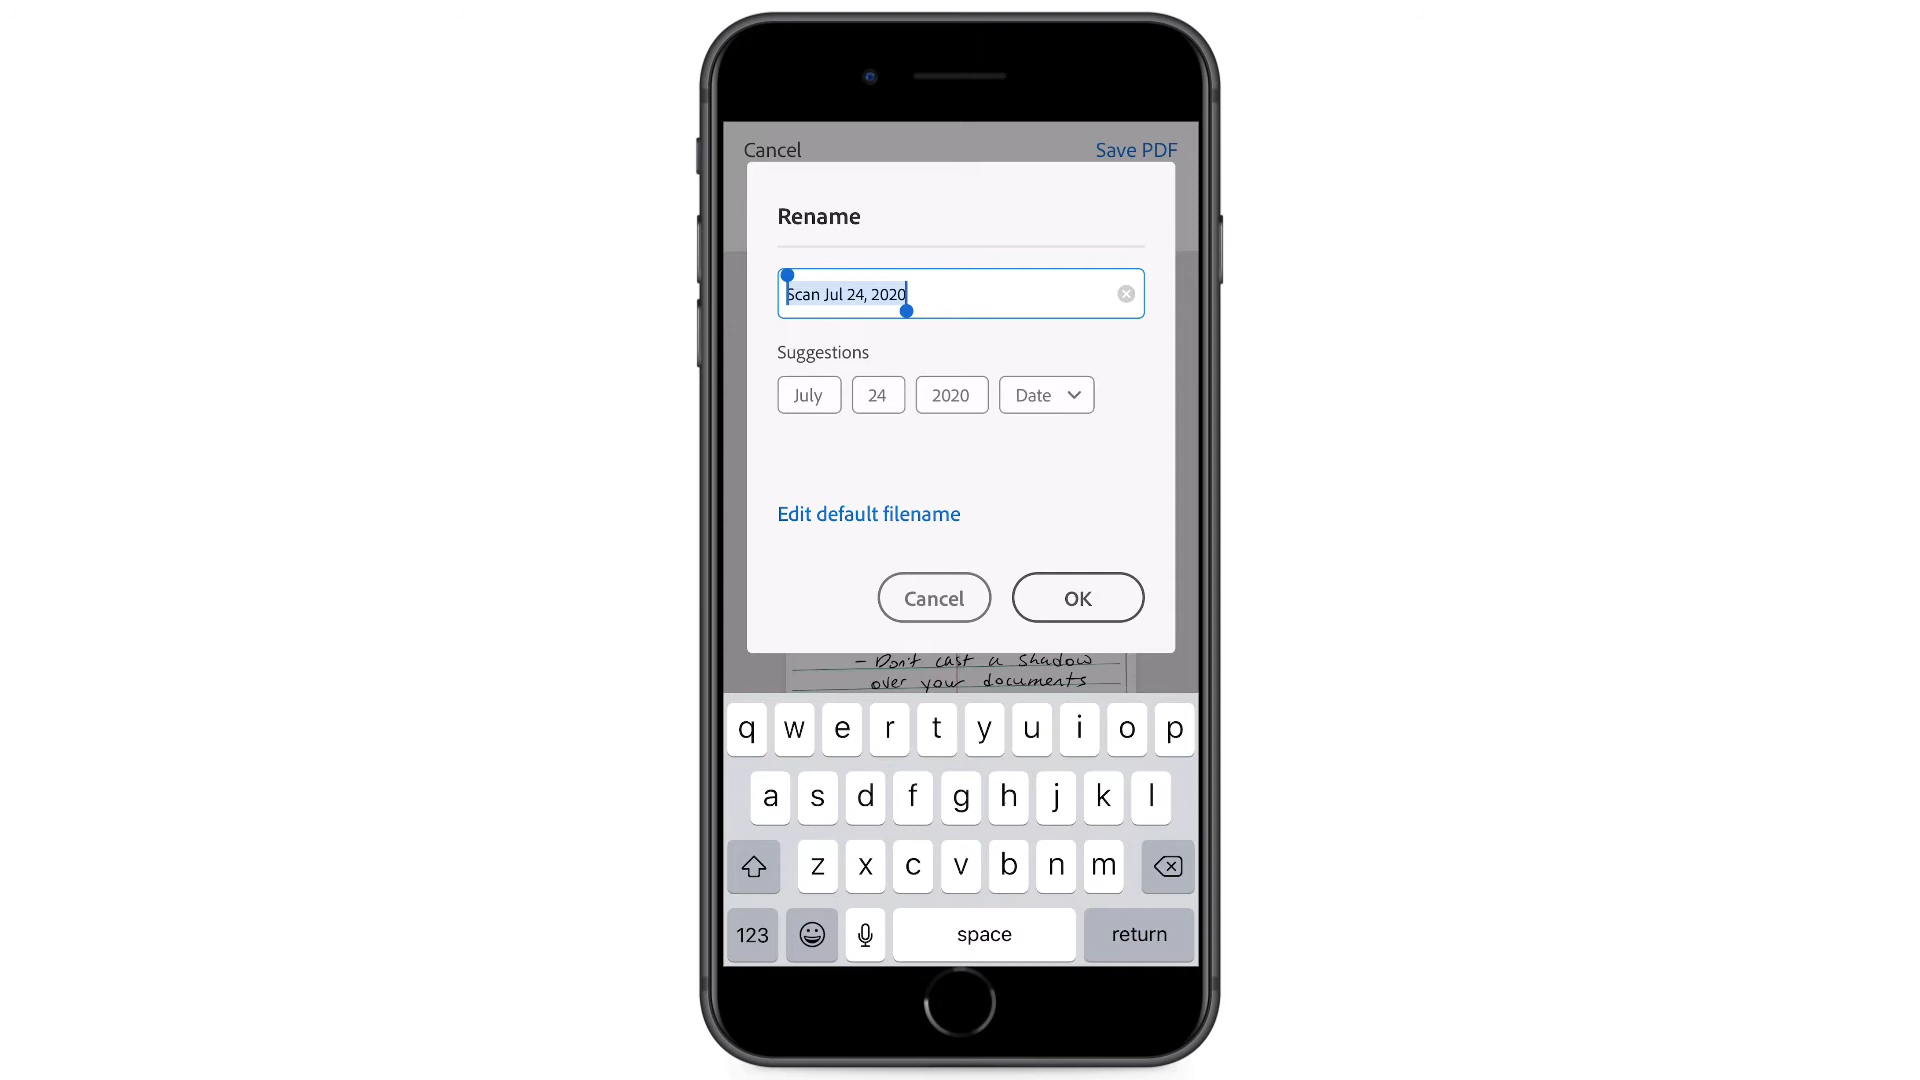 Cancel Save PDF
Rename
Scan Jul 24, 2020
Suggestions
July 24 2020 Date
Edit default filename
Cancel OK
- Don't cast a shadow
over your documents
q w e r t y u i o p
a s d f g h j k l
z x c v b n m
123 space return